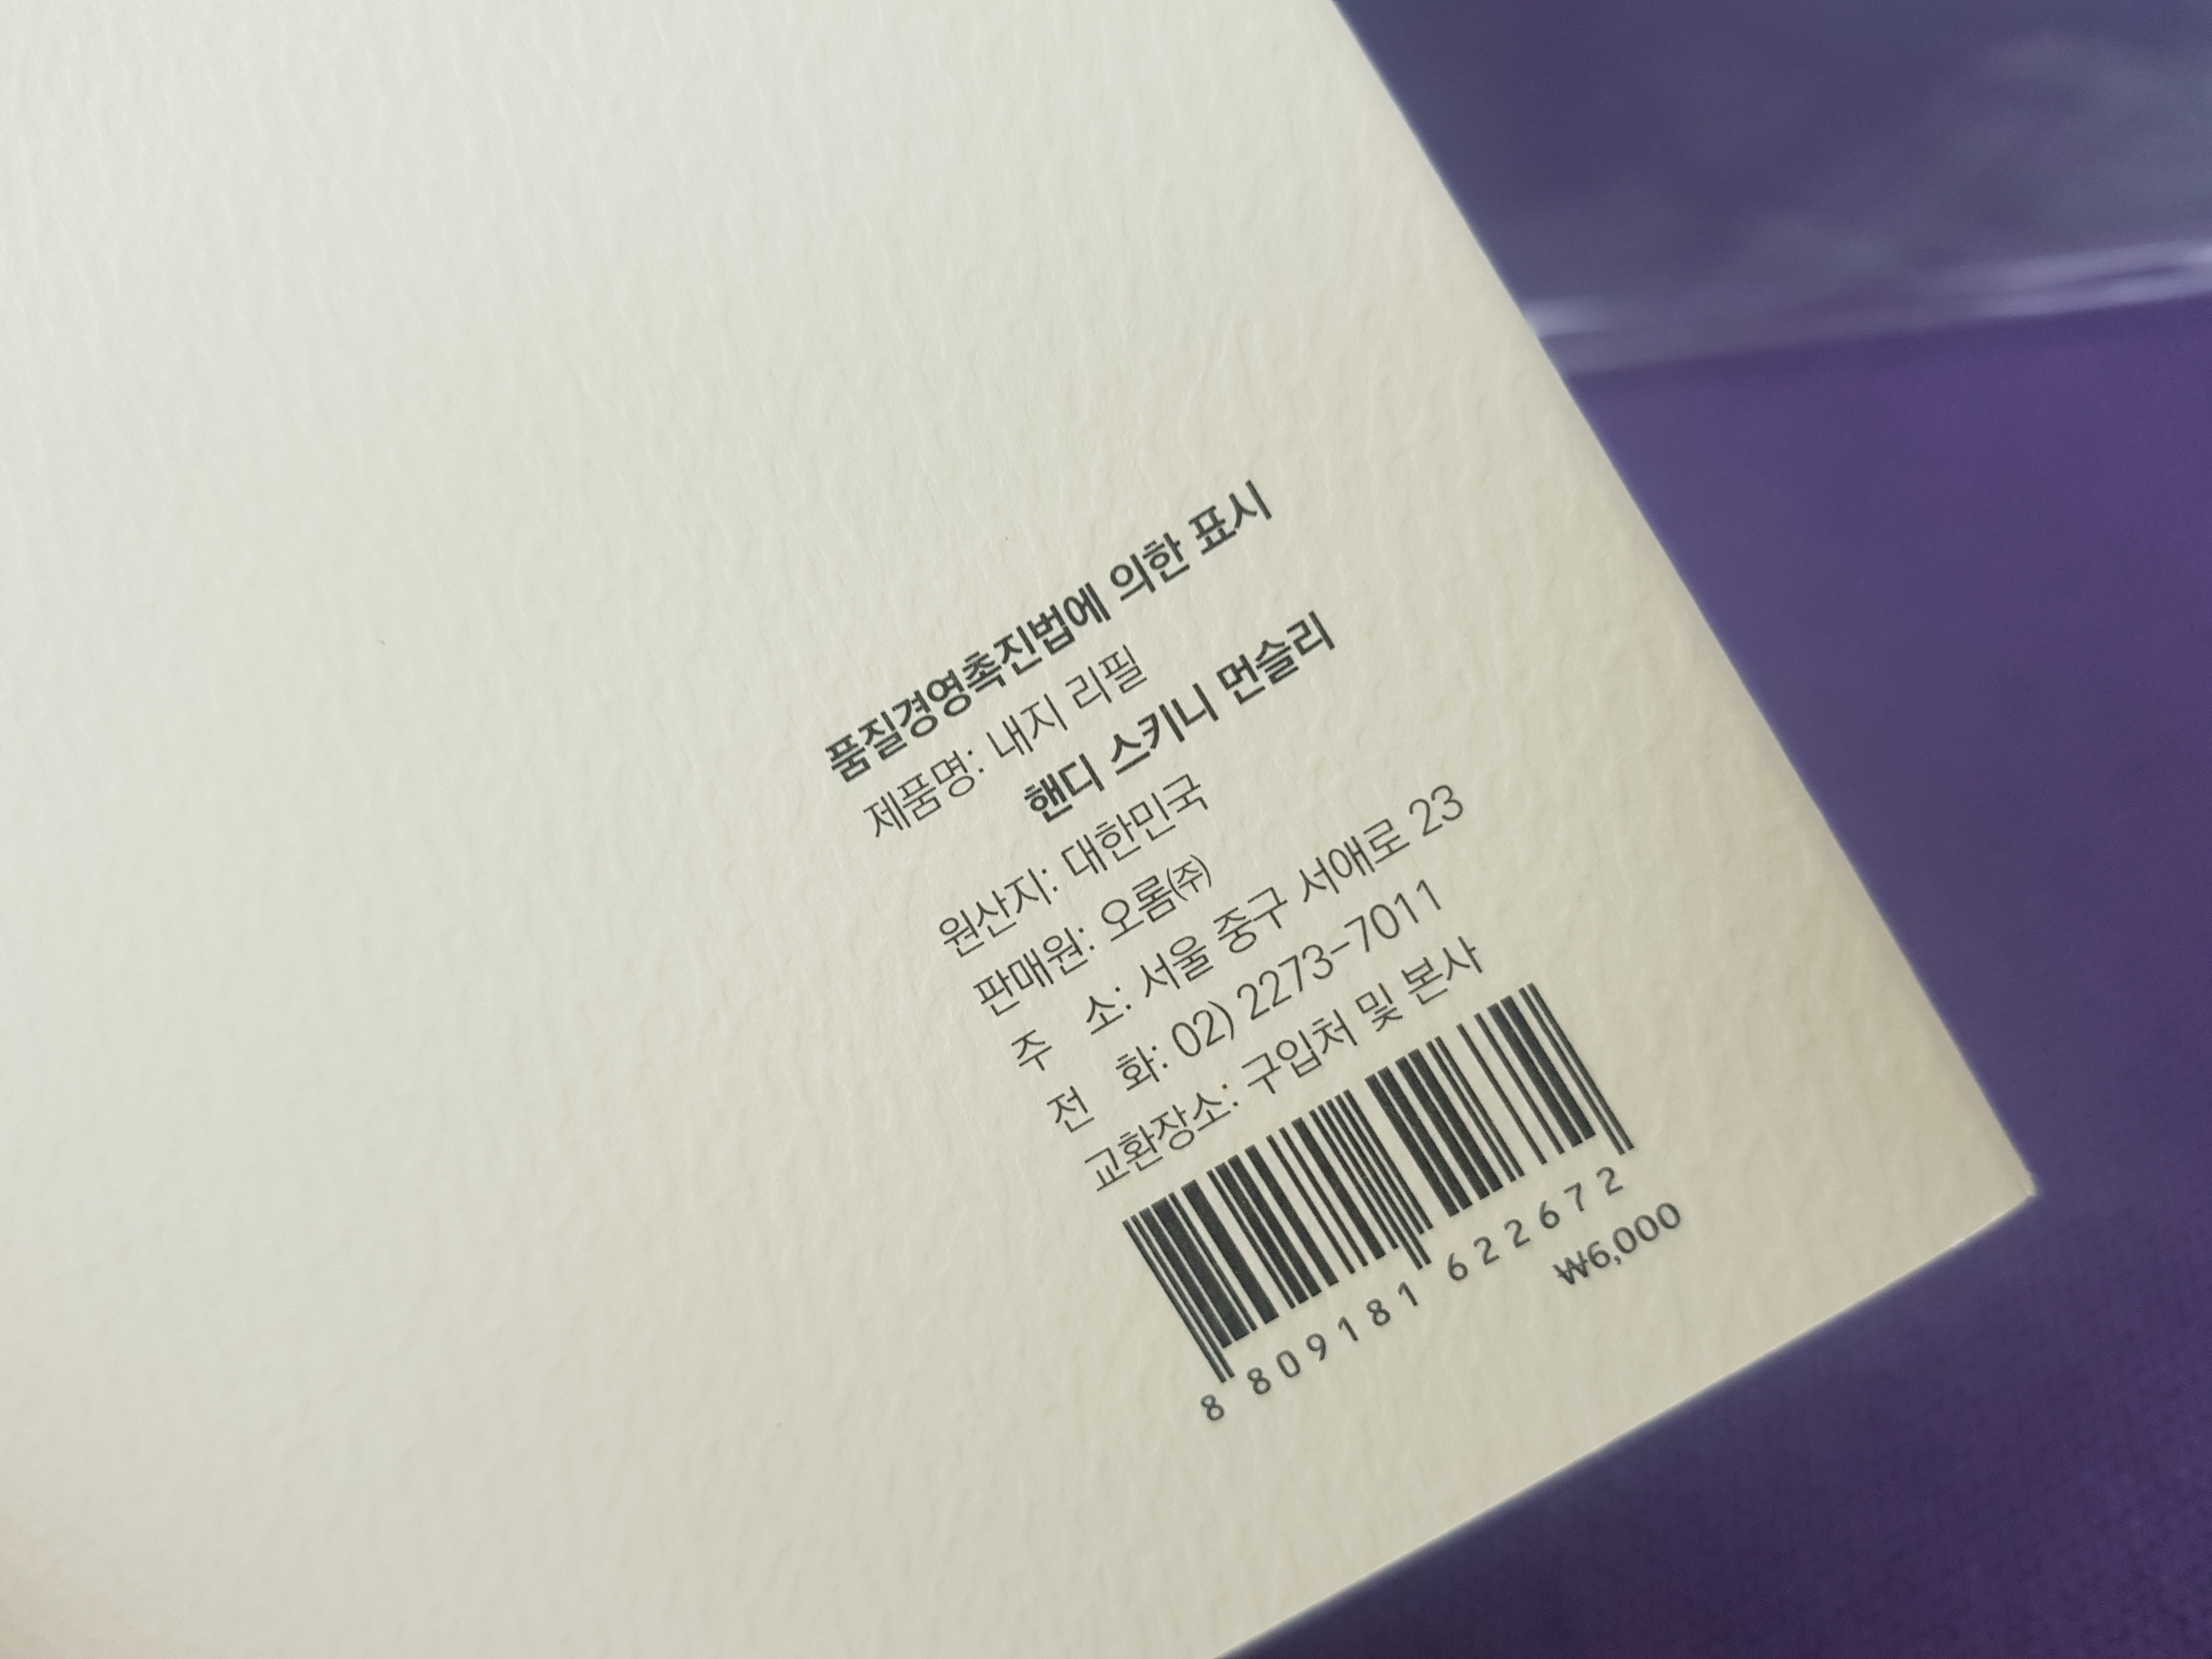 품질경영촉진법에 의한 표시
제품명: 내지 리필
핸디 스키니 먼슬리
원산지: 대한민국
판매원: 오롬㈜
주 소: 서울 중구 서애로 23
전 화: 02) 2273-7011
교환장소: 구입처 및 본사
8 809181 622672
₩6,000